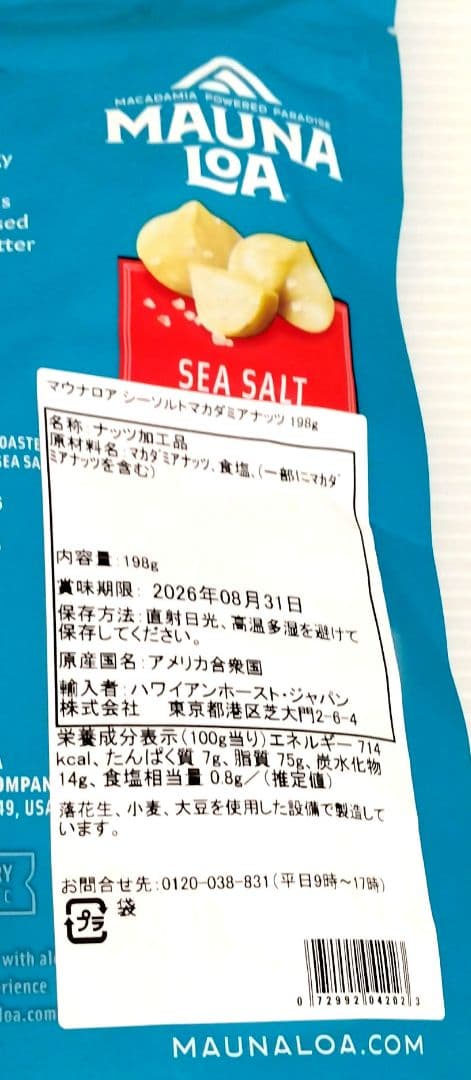 MACADAMIA POWERED PARADISE
MAUNA
LOA
SEA SALT
マウナロア シーソルトマカダミアナッツ 198g
名称:ナッツ加工品
原材料名:マカダミアナッツ、食塩、(一部にマカダ
ミアナッツを含む)
内容量:198g
賞味期限: 2026年08月31日
保存方法:直射日光、高温多湿を避けて
保存してください。
原産国名:アメリカ合衆国
輸入者:ハワイアンホースト・ジャパン
株式会社 東京都港区芝大門2-6-4
栄養成分表示(100g当り)エネルギー 714
kcal、たんぱく質 7g、脂質 75g、炭水化物
14g、食塩相当量 0.8g/(推定値)
落花生、小麦、大豆を使用した設備で製造して
います。
お問合せ先:0120-038-831(平日9時~17時)
プラ 袋
0 72992 04202 3
MAUNALOA.COM